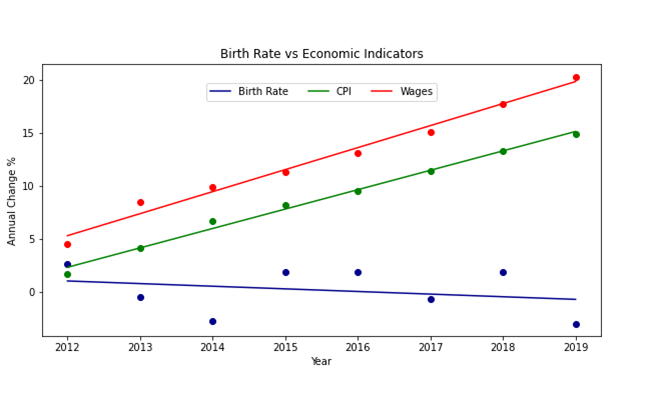 Birth Rate vs Economic Indicators
Birth Rate CPI Wages
Annual Change %
20
15
10
5
0
2012 2013 2014 2015 2016 2017 2018 2019
Year